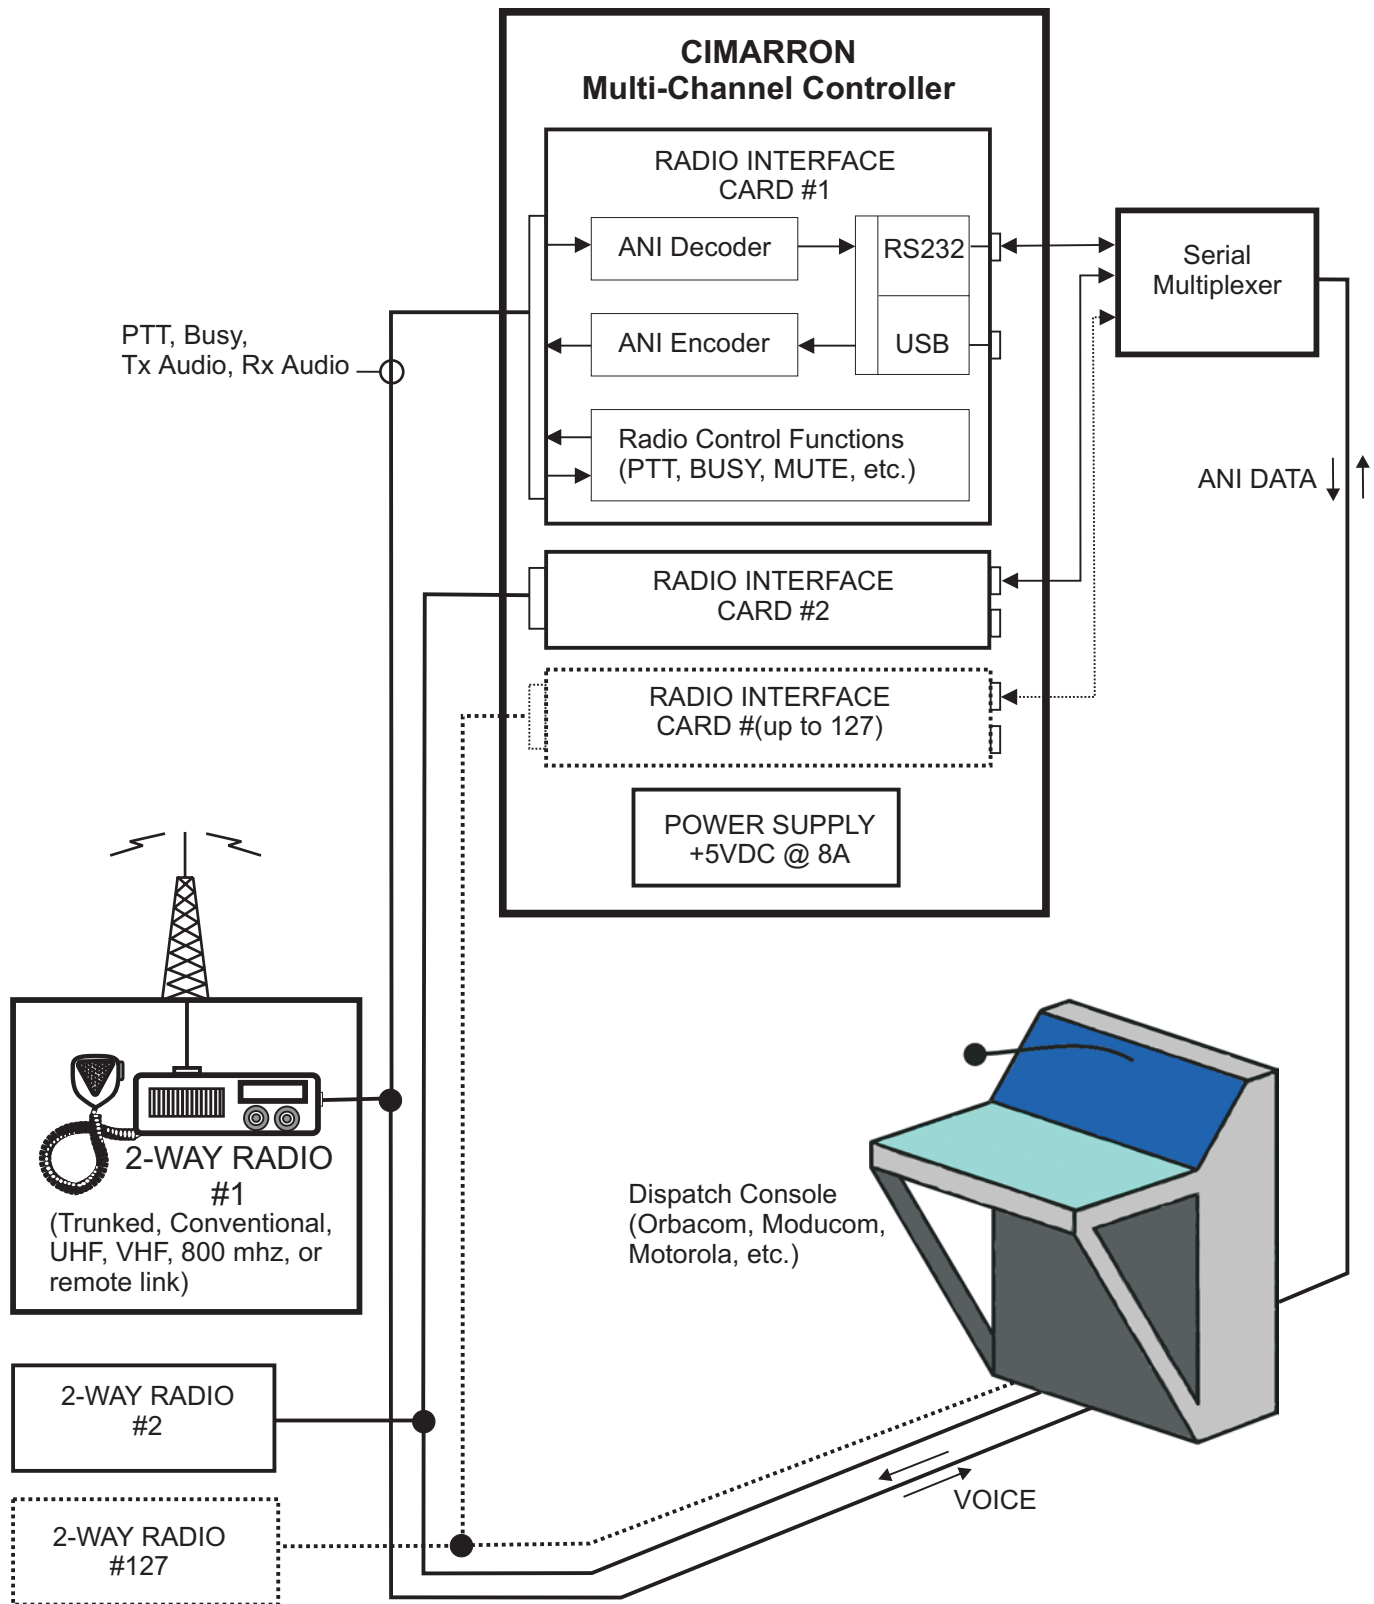 CIMARRON
Multi-Channel Controller
RADIO INTERFACE
CARD #1
ANI Decoder
RS232
Serial
Multiplexer
PTT, Busy,
Tx Audio, Rx Audio
ANI Encoder
USB
Radio Control Functions
(PTT, BUSY, MUTE, etc.)
ANI DATA
RADIO INTERFACE
CARD #2
RADIO INTERFACE
CARD #(up to 127)
POWER SUPPLY
+5VDC @ 8A
2-WAY RADIO
#1
(Trunked, Conventional,
UHF, VHF, 800 mhz, or
remote link)
Dispatch Console
(Orbacom, Moducom,
Motorola, etc.)
2-WAY RADIO
#2
VOICE
2-WAY RADIO
#127